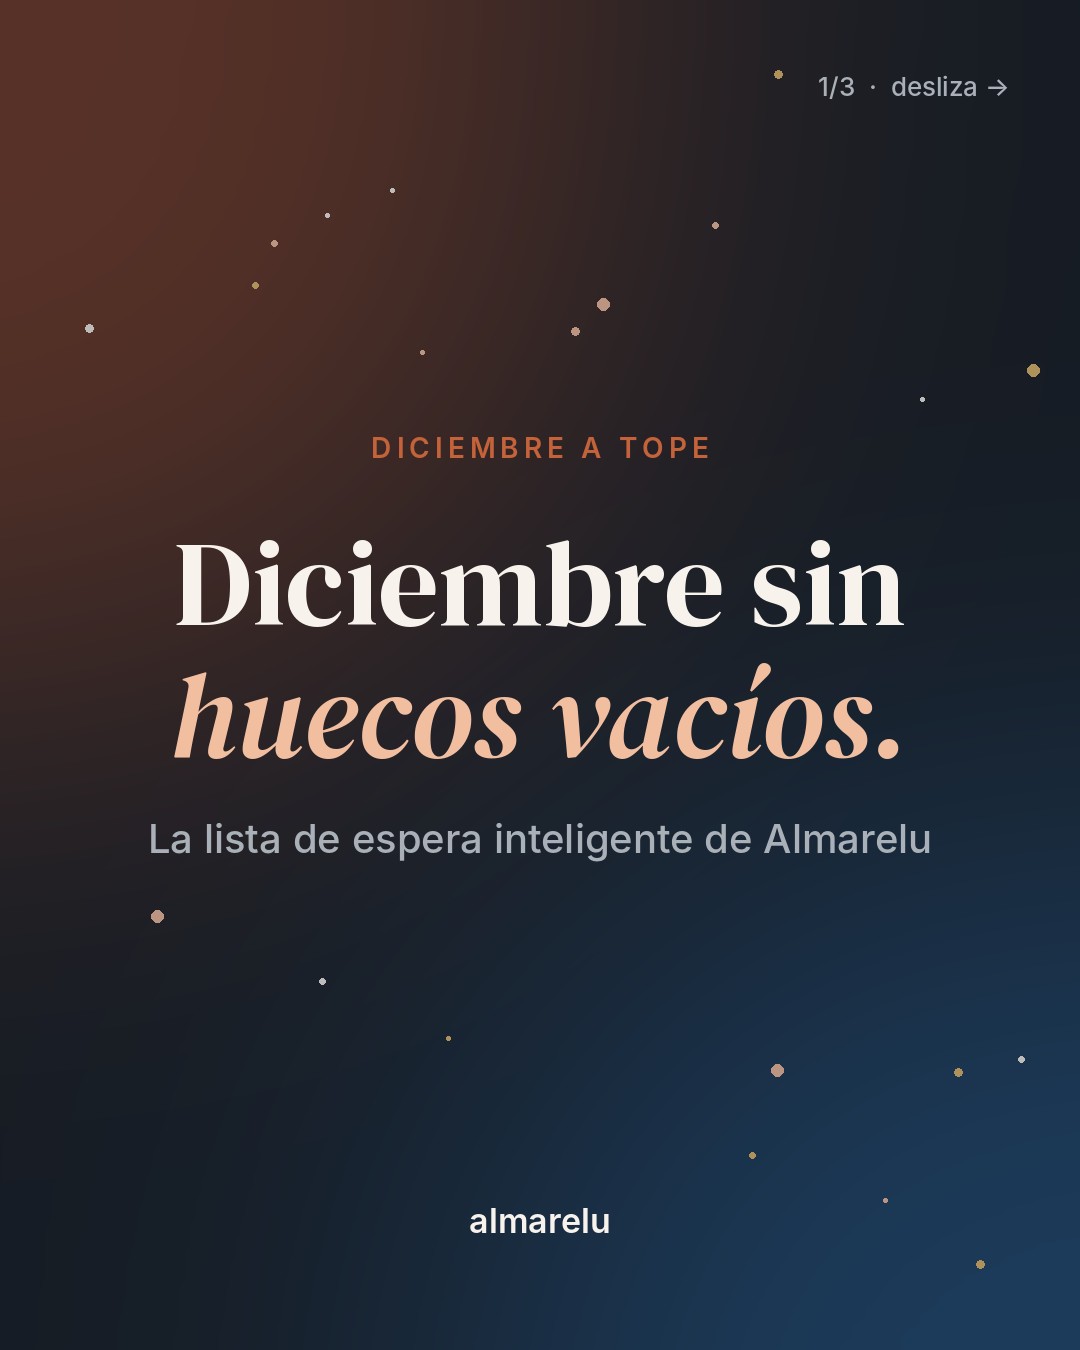 1/3 · desliza →
DICIEMBRE A TOPE
Diciembre sin
huecos vacíos.
La lista de espera inteligente de Almarelu
almarelu